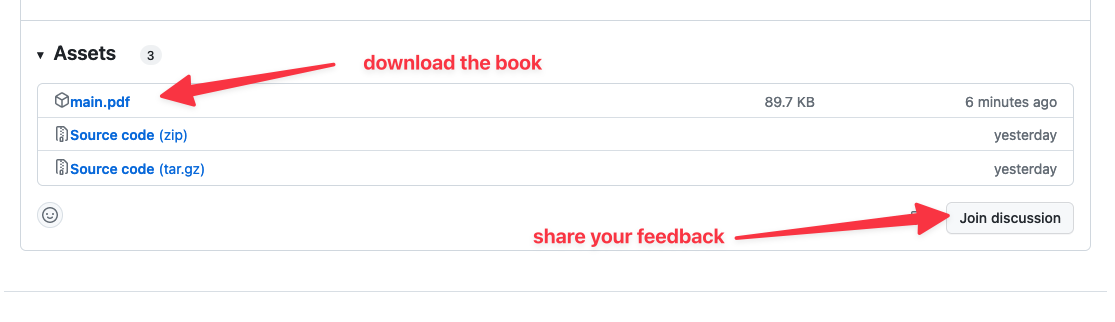 Assets 3
download the book
main.pdf 89.7 KB 6 minutes ago
Source code (zip) yesterday
Source code (tar.gz) yesterday
Join discussion
share your feedback